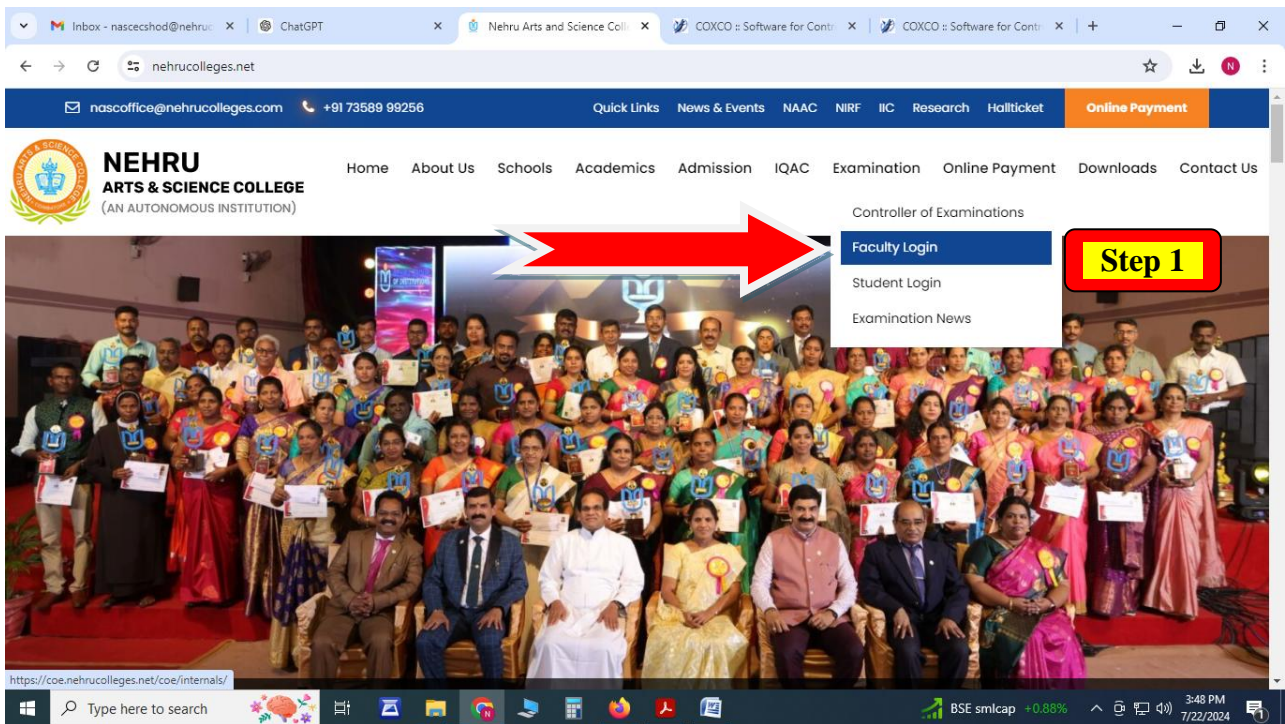 Inbox - nascecshod@nehruc
ChatGPT
Nehru Arts and Science Coll
COXCO :: Software for Contr
COXCO :: Software for Contr
nehrucolleges.net
N
nascoffice@nehrucolleges.com
+91 73589 99256
Quick Links
News & Events
NAAC
NIRF
IIC
Research
Hallticket
Online Payment
NEHRU
ARTS & SCIENCE COLLEGE
(AN AUTONOMOUS INSTITUTION)
Home
About Us
Schools
Academics
Admission
IQAC
Examination
Online Payment
Downloads
Contact Us
Controller of Examinations
Faculty Login
Student Login
Examination News
Step 1
https://coe.nehrucolleges.net/coe/internals/
Type here to search
BSE smlcap +0.88%
3:48 PM
7/22/2024